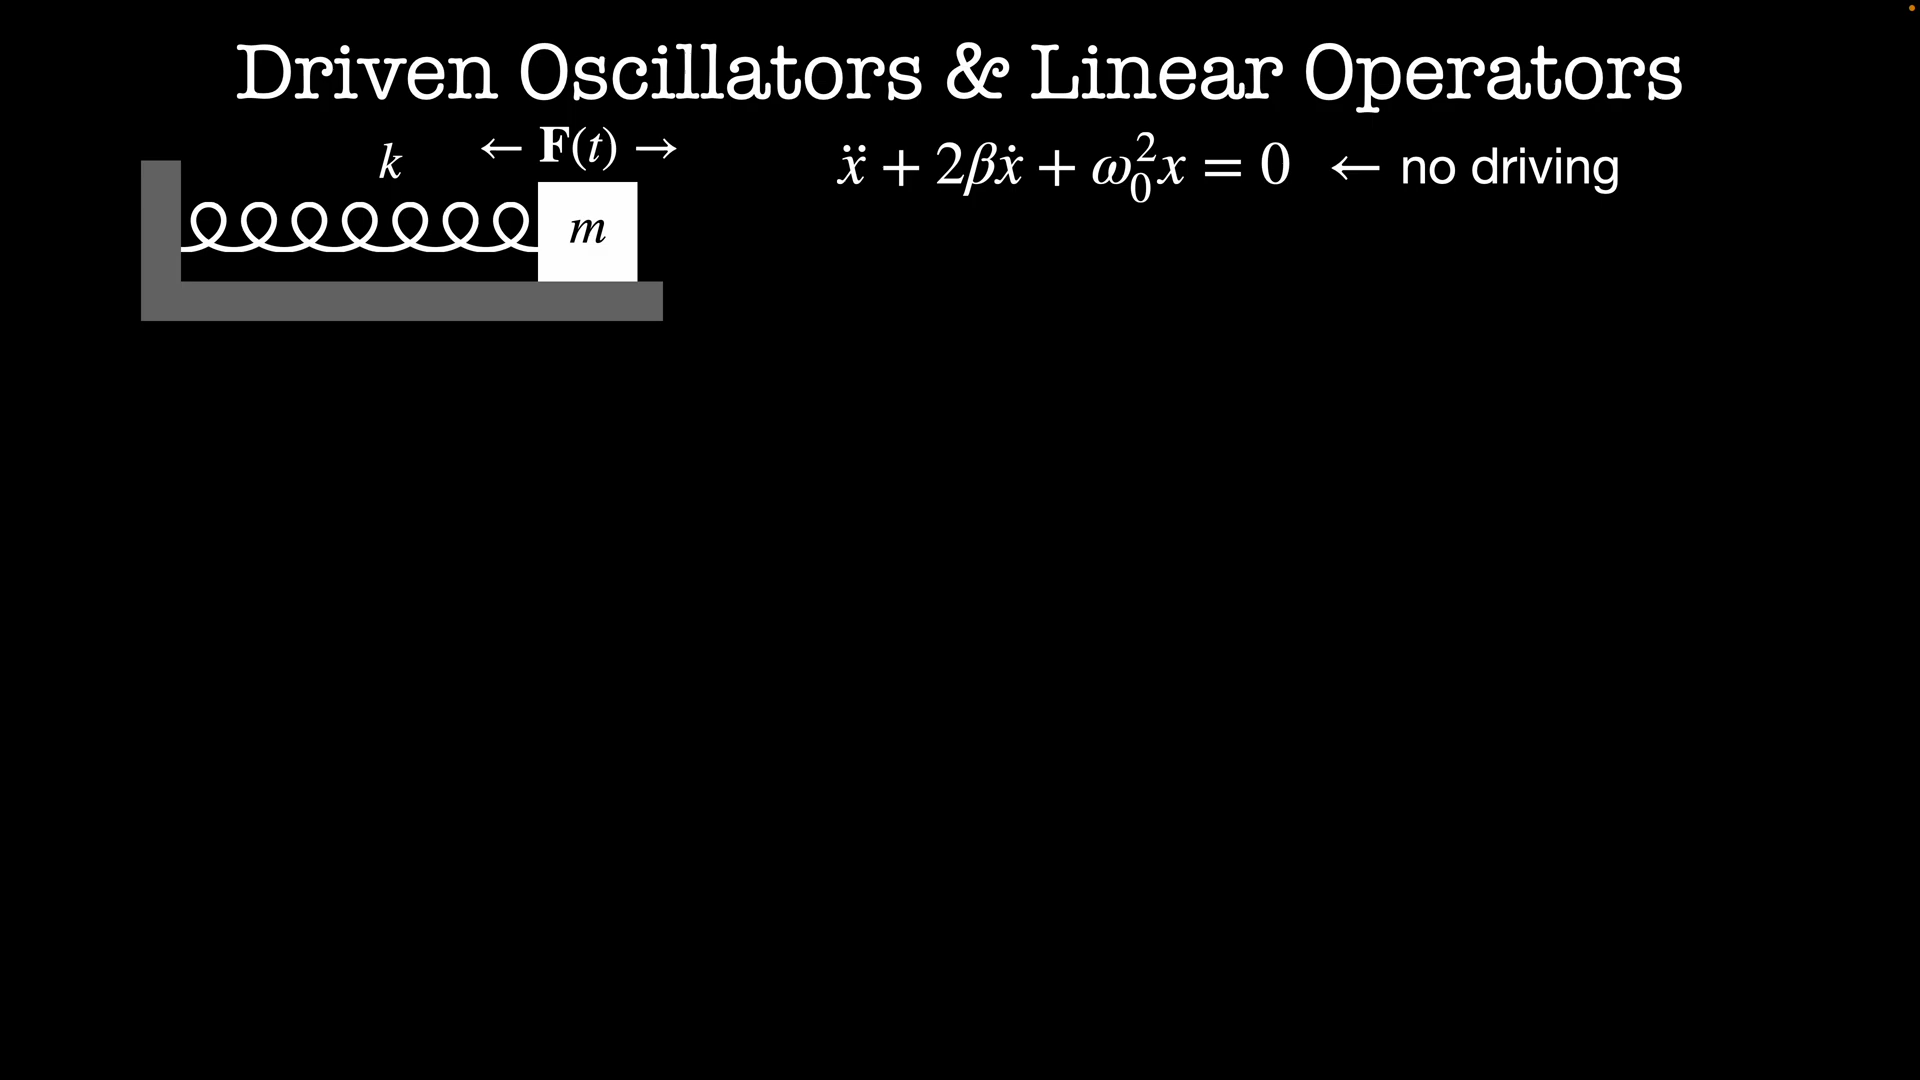 Driven Oscillators & Linear Operators
k
← F(t) →
m
ẍ + 2βẋ + ω₀²x = 0 ← no driving